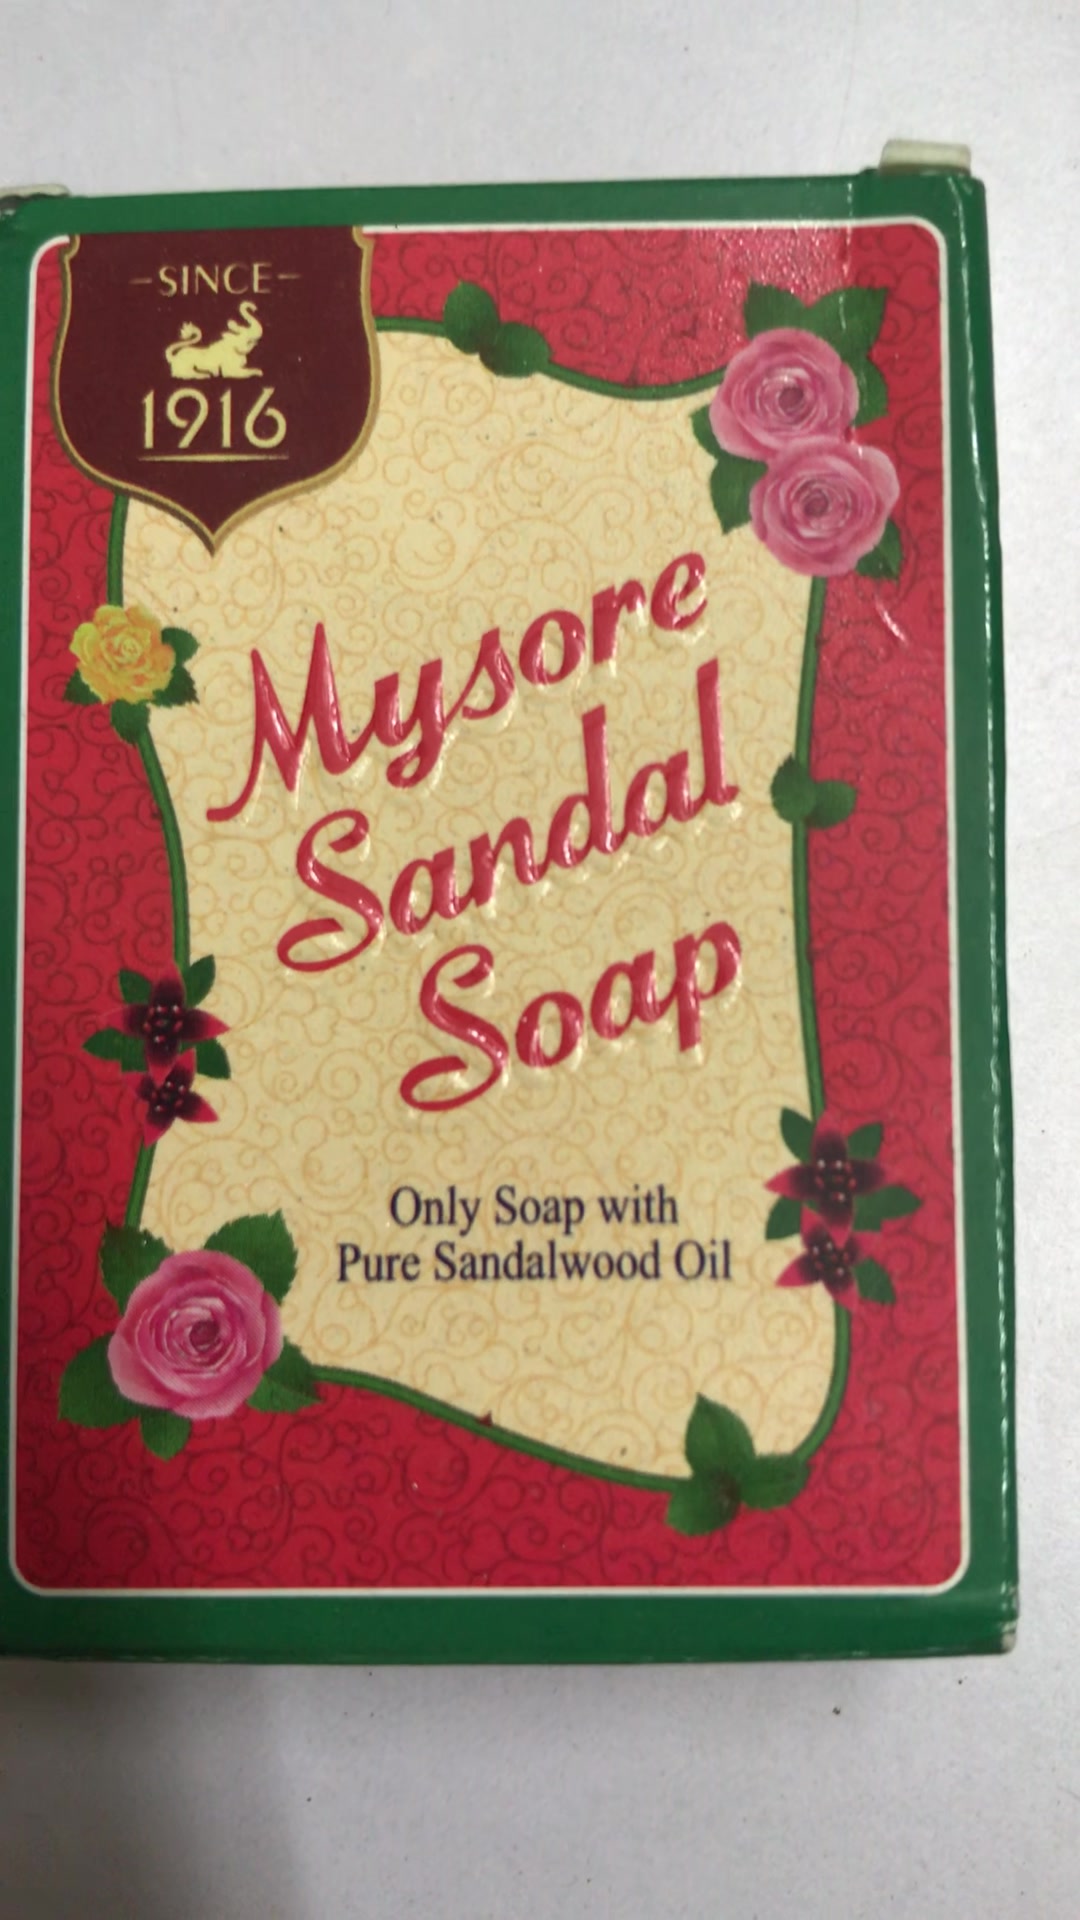 -SINCE-
1916
Mysore
Sandal
Soap
Only Soap with
Pure Sandalwood Oil